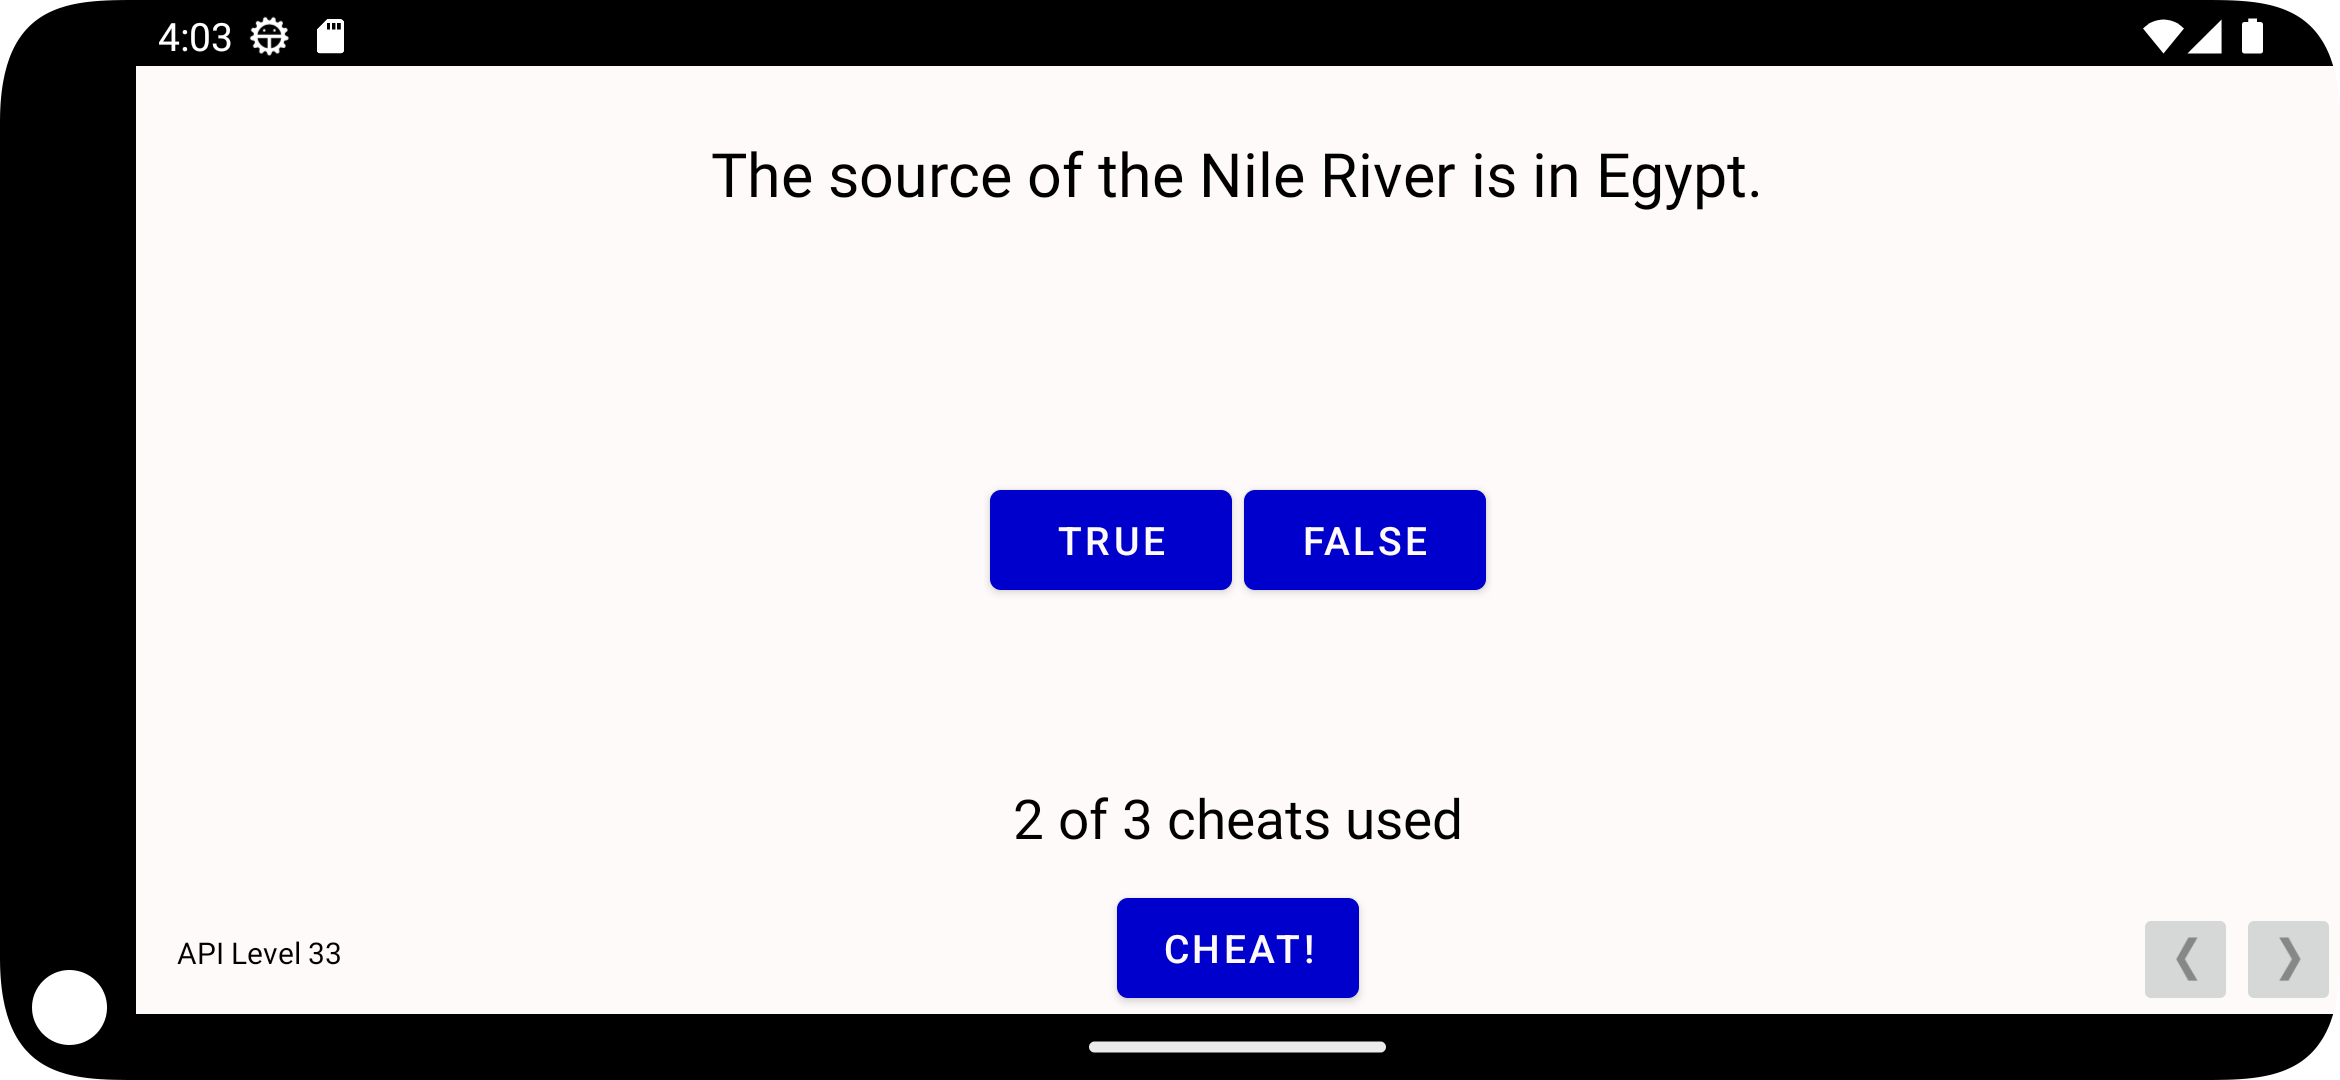 4:03
The source of the Nile River is in Egypt.
TRUE FALSE
2 of 3 cheats used
CHEAT!
API Level 33